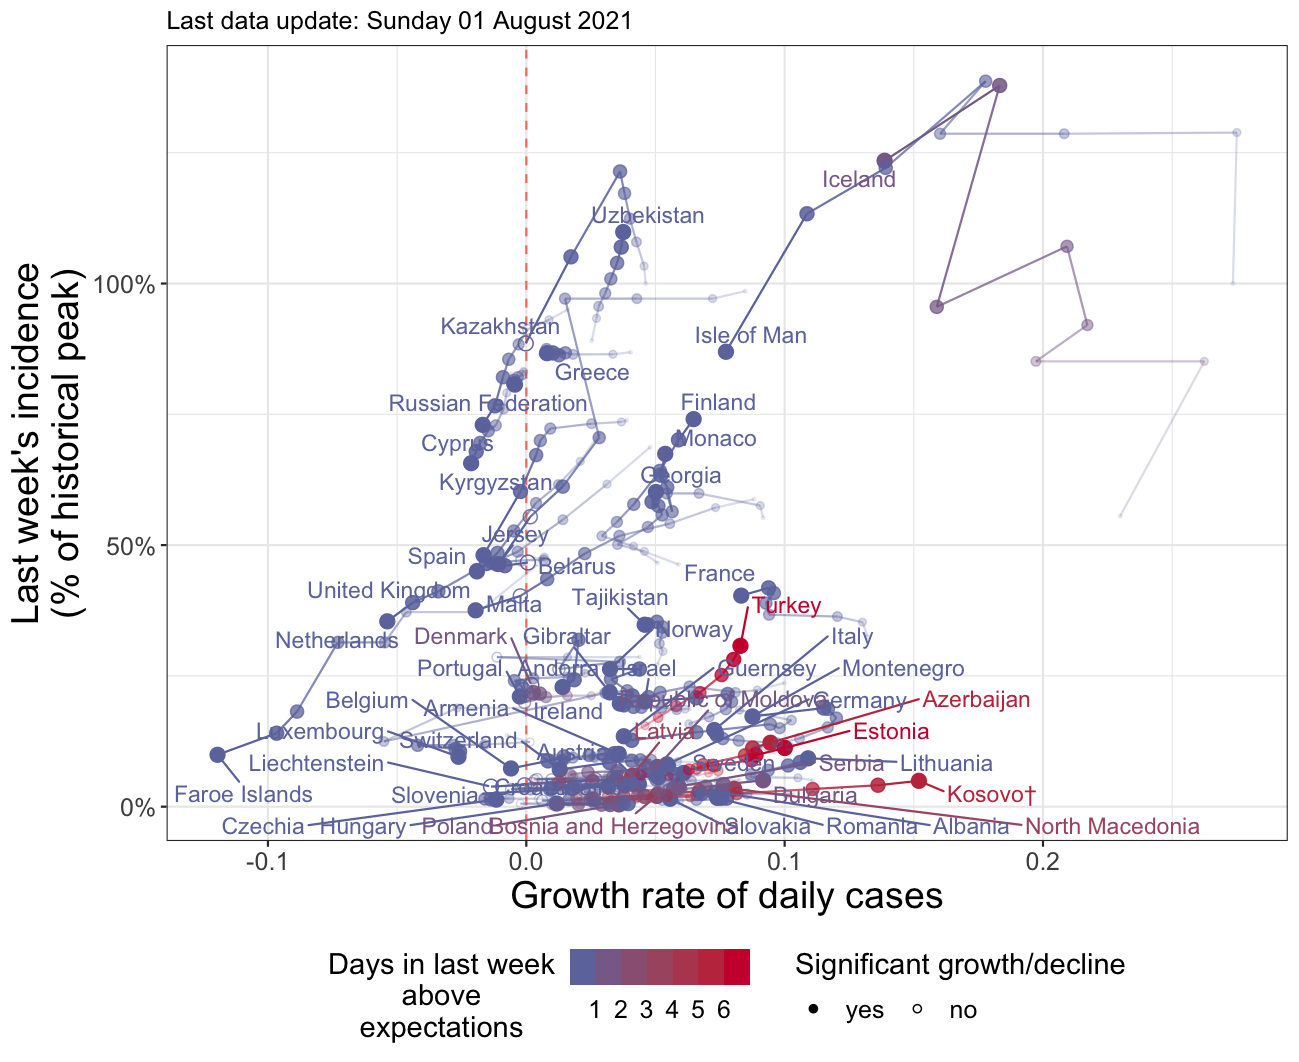 Last data update: Sunday 01 August 2021
Last week's incidence
(% of historical peak)
100%
50%
0%
Iceland
Uzbekistan
Kazakhstan
Isle of Man
Greece
Russian Federation
Finland
Cyprus
Monaco
Kyrgyzstan
Georgia
Jersey
Spain
Belarus
France
United Kingdom
Malta
Tajikistan
Turkey
Netherlands
Denmark
Gibraltar
Norway
Italy
Portugal
Andorra
Israel
Guernsey
Montenegro
Belgium
Armenia
Ireland
Republic of Moldova
Germany
Azerbaijan
Luxembourg
Switzerland
Latvia
Estonia
Austria
Liechtenstein
Sweden
Serbia
Lithuania
Faroe Islands
Slovenia
Croatia
Bulgaria
Kosovo†
Czechia
Hungary
Poland
Bosnia and Herzegovina
Slovakia
Romania
Albania
North Macedonia
-0.1
0.0
0.1
0.2
Growth rate of daily cases
Days in last week
above
expectations
1 2 3 4 5 6
Significant growth/decline
yes
no